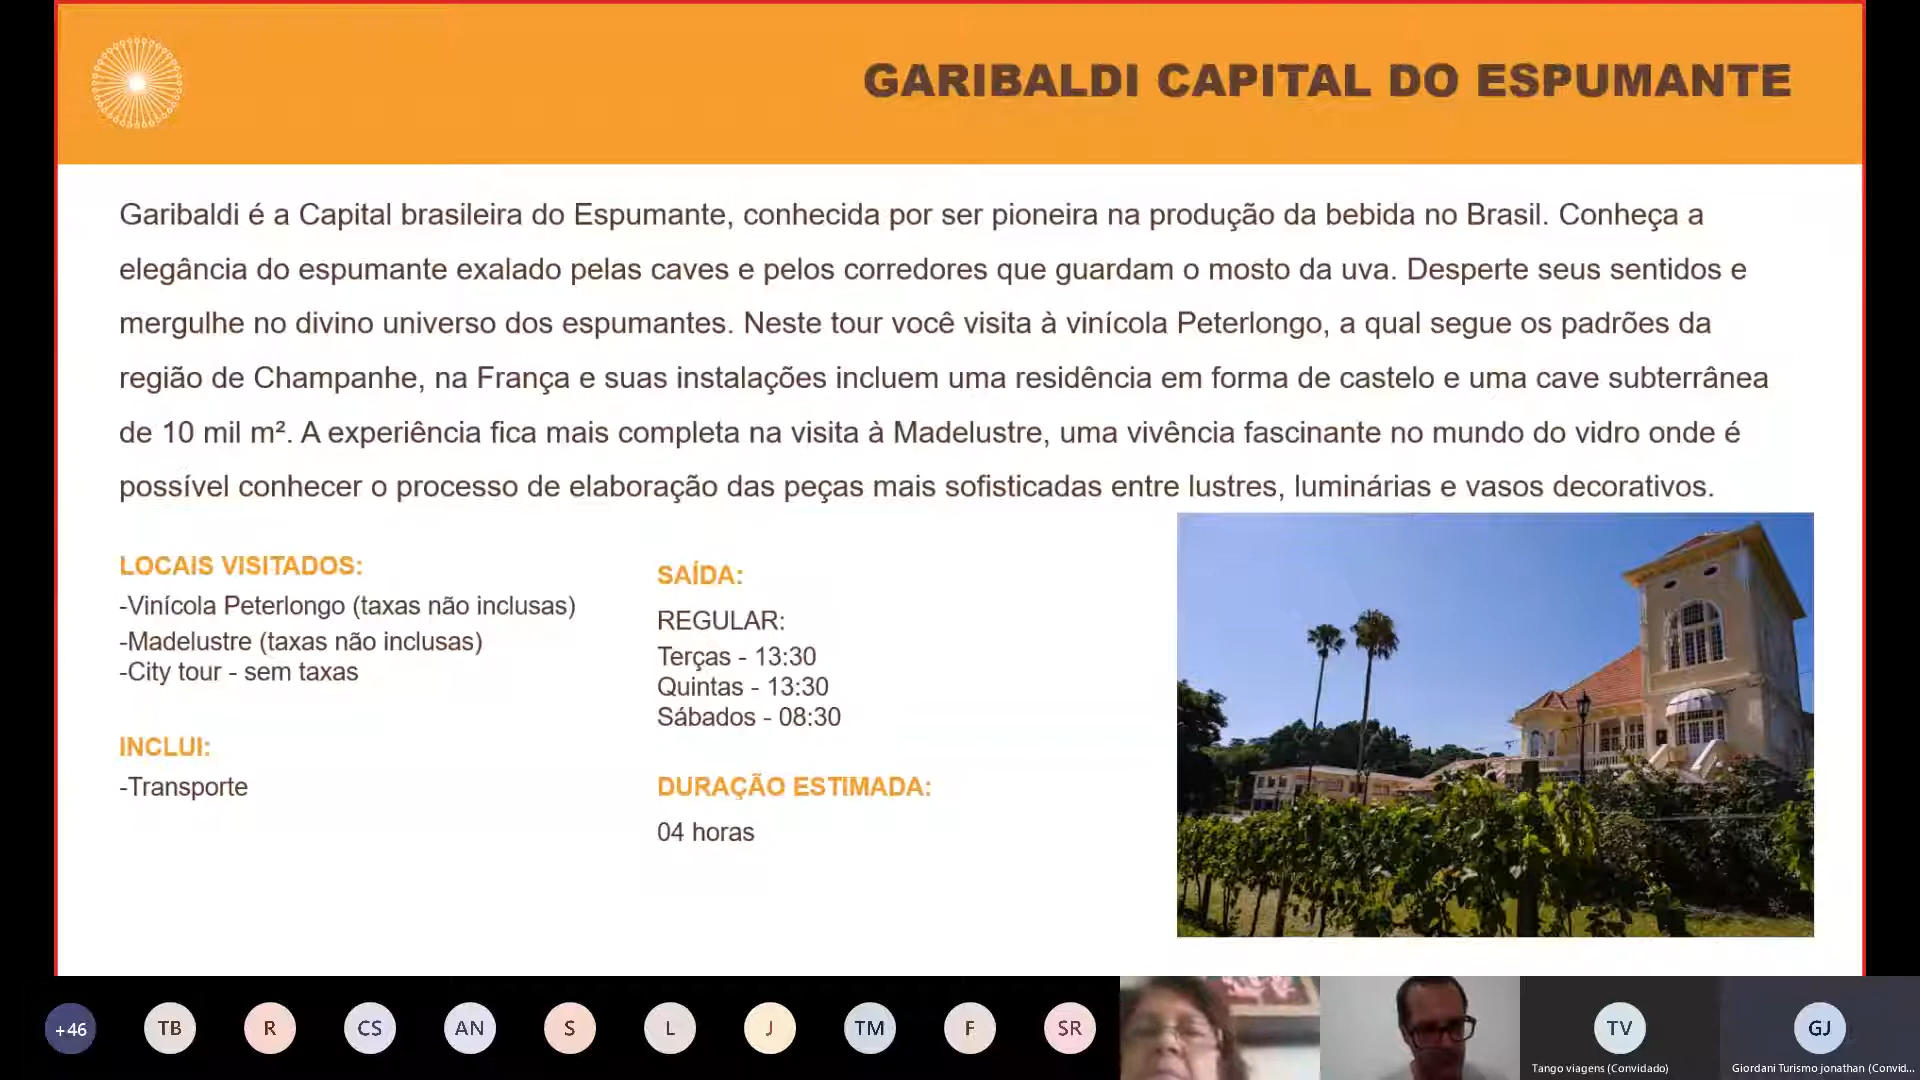 GARIBALDI CAPITAL DO ESPUMANTE
Garibaldi é a Capital brasileira do Espumante, conhecida por ser pioneira na produção da bebida no Brasil. Conheça a
elegância do espumante exalado pelas caves e pelos corredores que guardam o mosto da uva. Desperte seus sentidos e
mergulhe no divino universo dos espumantes. Neste tour você visita à vinícola Peterlongo, a qual segue os padrões da
região de Champanhe, na França e suas instalações incluem uma residência em forma de castelo e uma cave subterrânea
de 10 mil m². A experiência fica mais completa na visita à Madelustre, uma vivência fascinante no mundo do vidro onde é
possível conhecer o processo de elaboração das peças mais sofisticadas entre lustres, luminárias e vasos decorativos.
LOCAIS VISITADOS:
-Vinícola Peterlongo (taxas não inclusas)
-Madelustre (taxas não inclusas)
-City tour - sem taxas
INCLUI:
-Transporte
SAÍDA:
REGULAR:
Terças - 13:30
Quintas - 13:30
Sábados - 08:30
DURAÇÃO ESTIMADA:
04 horas
+46
TB
R
CS
AN
S
L
J
TM
F
SR
TV
Tango viagens (Convidado)
GJ
Giordani Turismo jonathan (Convid...